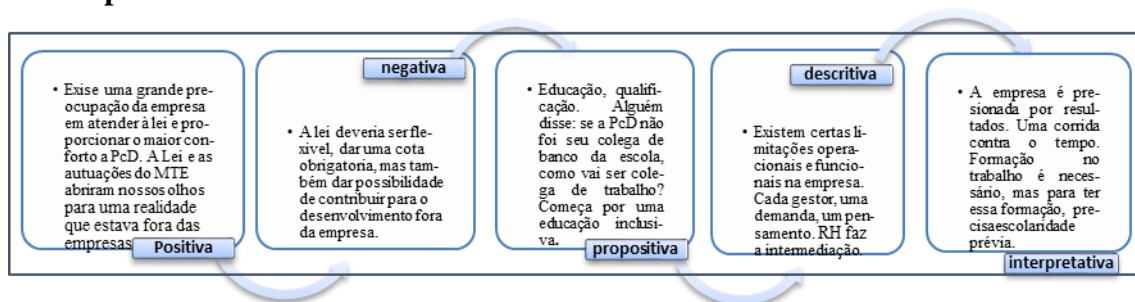 • Exise uma grande pre-
ocupação da empresa
em atender à lei e pro-
porcionar o maior con-
forto a PcD. A Lei e as
autuações do MTE
abriram nossos olhos
para uma realidade
que estava fora das
empresas
Positiva
negativa
• A lei deveria ser fle-
xivel, dar uma cota
obrigatoria, mas tam-
bém dar possibilidade
de contribuir para o
desenvolvimento fora
da empresa.
• Educação, qualifi-
cação. Alguém
disse: se a PcD não
foi seu colega de
banco da escola,
como vai ser cole-
ga de trabalho?
Começa por uma
educação inclusi-
va.
propositiva
descritiva
• Existem certas li-
mitações opera-
cionais e funcio-
nais na empresa.
Cada gestor, uma
demanda, um pen-
samento. RH faz
a intermediação.
• A empresa é pre-
sionada por resul-
tados. Uma corrida
contra o tempo.
Formação no
trabalho é neces-
sário, mas para ter
essa formação, pre-
cisaescolaridade
prévia.
interpretativa